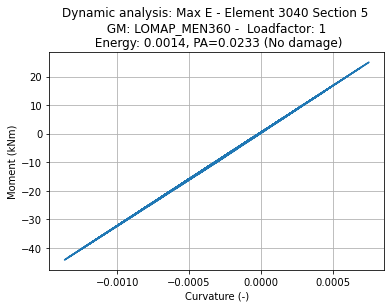 Dynamic analysis: Max E - Element 3040 Section 5
GM: LOMAP_MEN360 -  Loadfactor: 1
Energy: 0.0014, PA=0.0233 (No damage)
Moment (kNm)
20
10
0
−10
−20
−30
−40
−0.0010
−0.0005
0.0000
0.0005
Curvature (-)